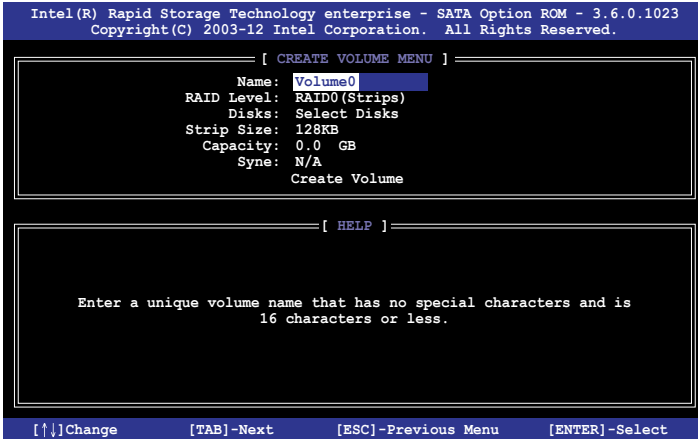 Intel(R) Rapid Storage Technology enterprise - SATA Option ROM - 3.6.0.1023
Copyright(C) 2003-12 Intel Corporation. All Rights Reserved.
[ CREATE VOLUME MENU ]
Name: Volume0
RAID Level: RAID0(Strips)
Disks: Select Disks
Strip Size: 128KB
Capacity: 0.0 GB
Syne: N/A
Create Volume
[ HELP ]
Enter a unique volume name that has no special characters and is
16 characters or less.
[↑↓]Change [TAB]-Next [ESC]-Previous Menu [ENTER]-Select